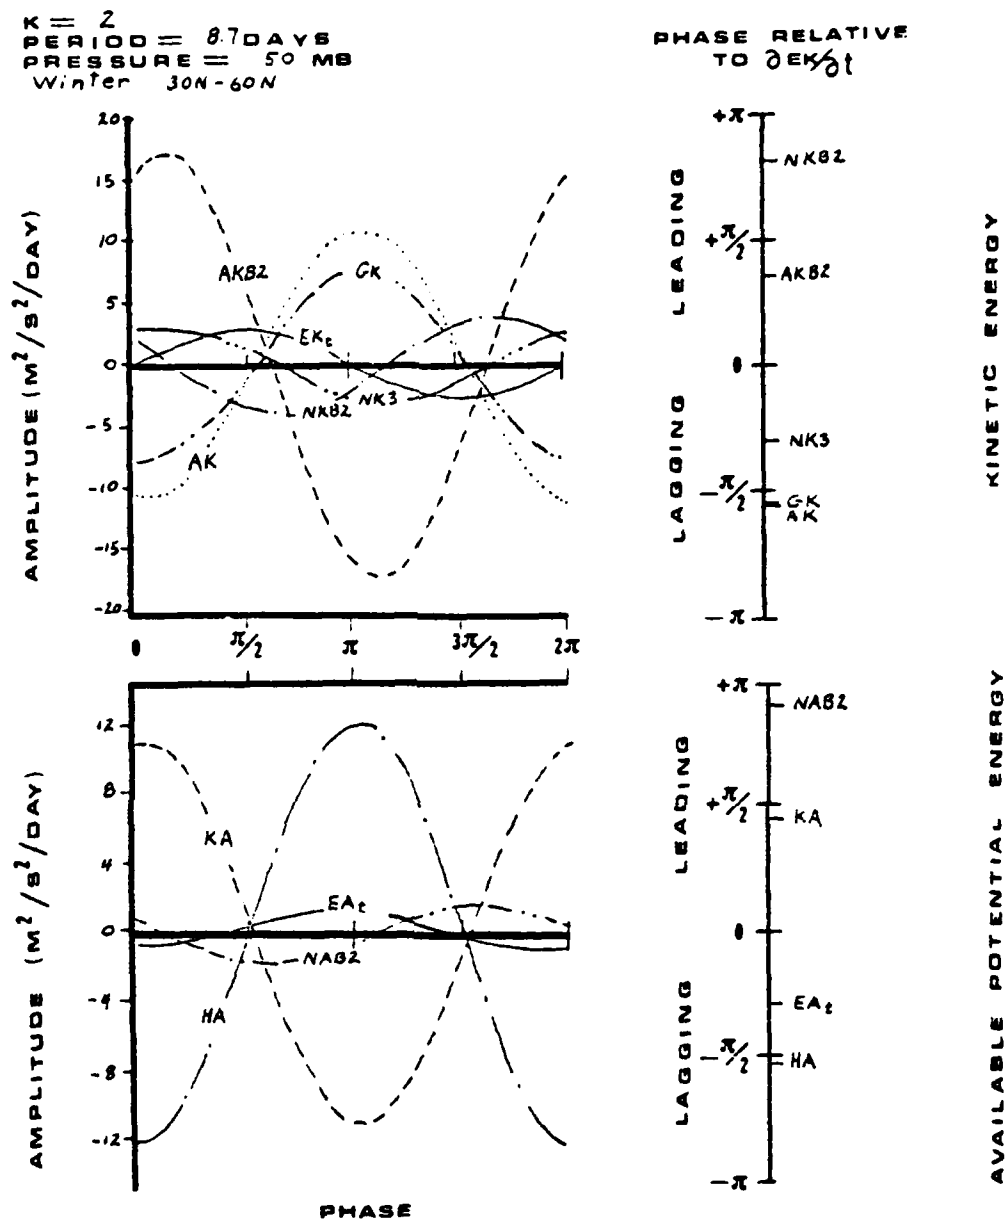 K = 2
PERIOD = 8.7 DAYS
PRESSURE = 50 MB
Winter 30N-60N
PHASE RELATIVE
TO ∂EK/∂t
AMPLITUDE (M²/S²/DAY)
20
15
10
5
0
-5
-10
-15
-20
AKB2
GK
EKt
NKB2
NK3
AK
0
π/2
π
3π/2
2π
LEADING
LAGGING
+π
+π/2
0
-π/2
-π
NKB2
AKB2
NK3
GK
AK
KINETIC ENERGY
AMPLITUDE (M²/S²/DAY)
12
8
4
0
-4
-8
-12
KA
EAt
NAB2
HA
PHASE
LEADING
LAGGING
+π
+π/2
0
-π/2
-π
NAB2
KA
EAt
HA
AVAILABLE POTENTIAL ENERGY